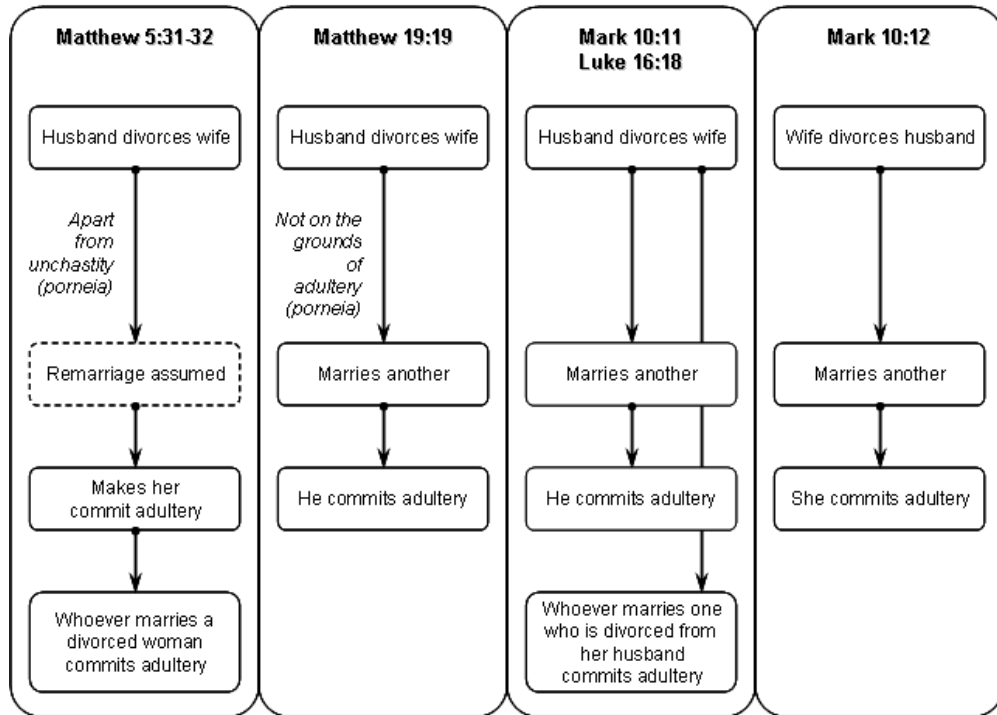 Matthew 5:31-32
Husband divorces wife
Apart
from
unchastity
(porneia)
Remarriage assumed
Makes her
commit adultery
Whoever marries a
divorced woman
commits adultery
Matthew 19:19
Husband divorces wife
Not on the
grounds
of
adultery
(porneia)
Marries another
He commits adultery
Mark 10:11
Luke 16:18
Husband divorces wife
Marries another
He commits adultery
Whoever marries one
who is divorced from
her husband
commits adultery
Mark 10:12
Wife divorces husband
Marries another
She commits adultery